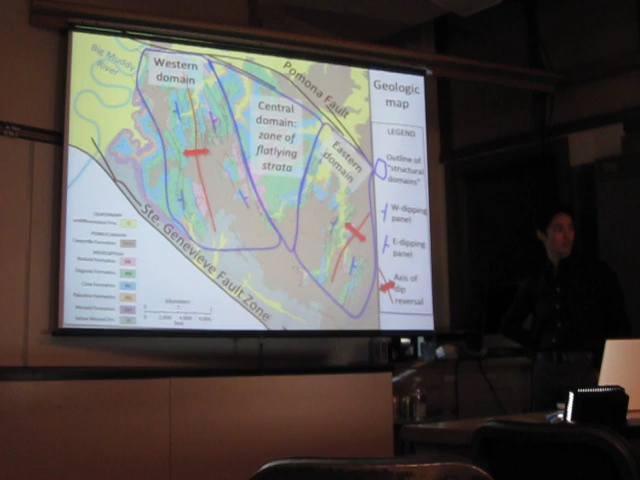 Big Muddy
River
Western
domain
Pomona Fault
Central
domain:
zone of
flatlying
strata
Eastern
domain
Ste. Genevieve Fault Zone
Geologic
map
LEGEND
Outline of
"structural
domains"
W-dipping
panel
E-dipping
panel
Axis of
dip
reversal